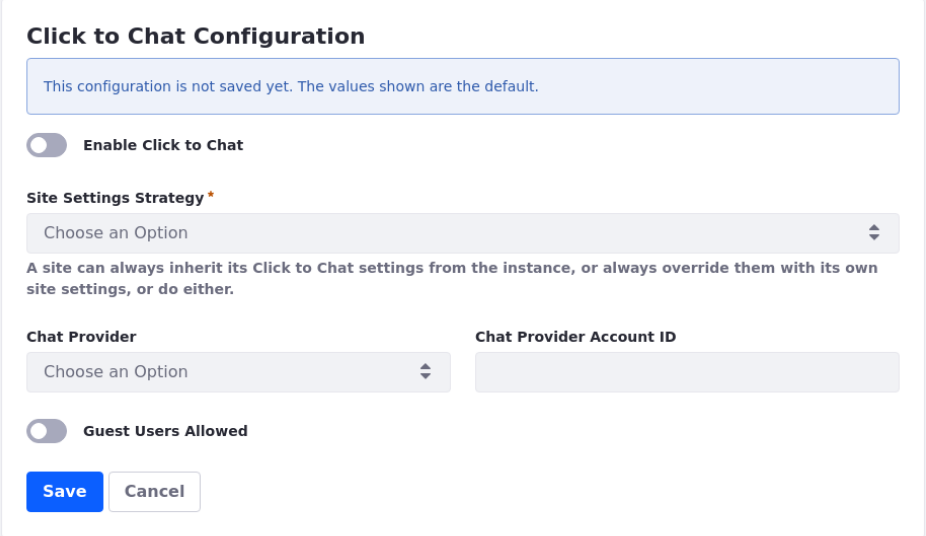 Click to Chat Configuration
This configuration is not saved yet. The values shown are the default.
Enable Click to Chat
Site Settings Strategy *
Choose an Option
A site can always inherit its Click to Chat settings from the instance, or always override them with its own
site settings, or do either.
Chat Provider
Chat Provider Account ID
Choose an Option
Guest Users Allowed
Save
Cancel